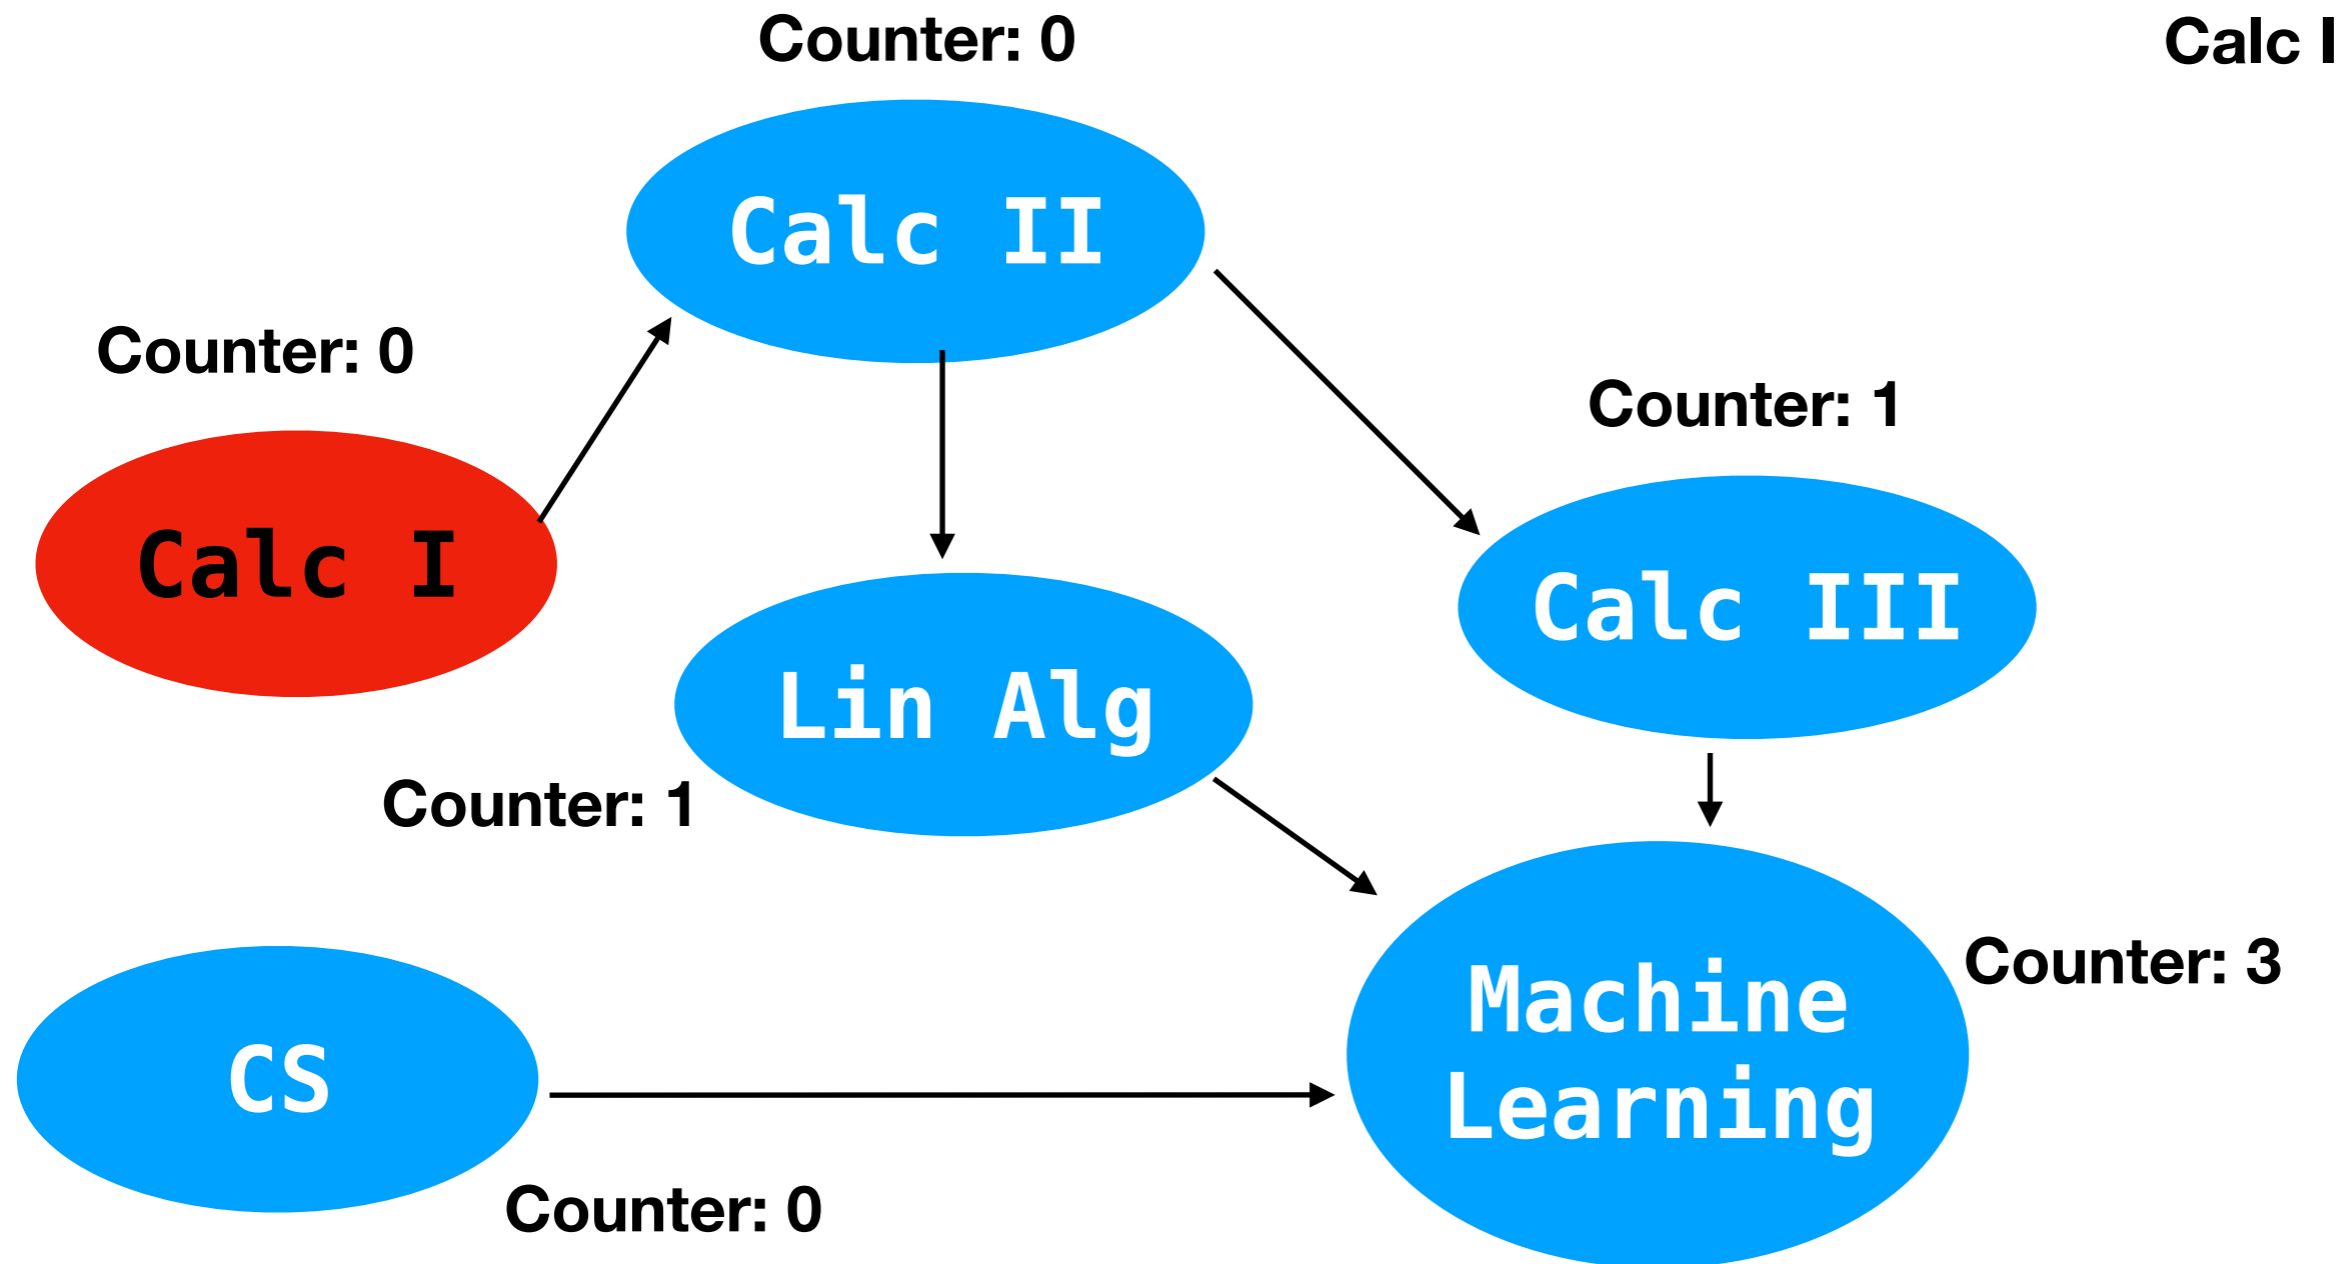 Counter: 0
Calc I
Calc II
Counter: 0
Counter: 1
Calc I
Calc III
Lin Alg
Counter: 1
Counter: 3
Machine
Learning
CS
Counter: 0